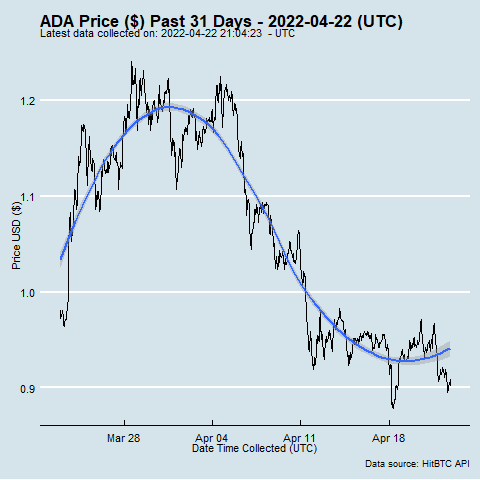 ADA Price ($) Past 31 Days - 2022-04-22 (UTC)
Latest data collected on: 2022-04-22 21:04:23  - UTC
1.2
1.1
1.0
0.9
Price USD ($)
Mar 28
Apr 04
Apr 11
Apr 18
Date Time Collected (UTC)
Data source: HitBTC API